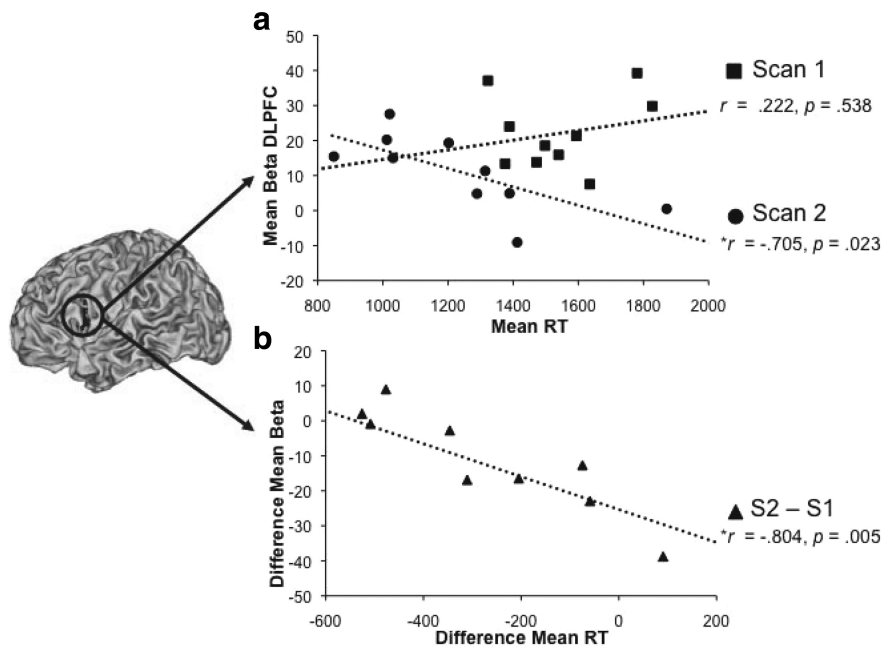 a
50
40
30
20
10
0
-10
-20
Mean Beta DLPFC
800 1000 1200 1400 1600 1800 2000
Mean RT
Scan 1
r = .222, p = .538
Scan 2
*r = -.705, p = .023
b
20
10
0
-10
-20
-30
-40
-50
Difference Mean Beta
-600 -400 -200 0 200
Difference Mean RT
S2 – S1
*r = -.804, p = .005